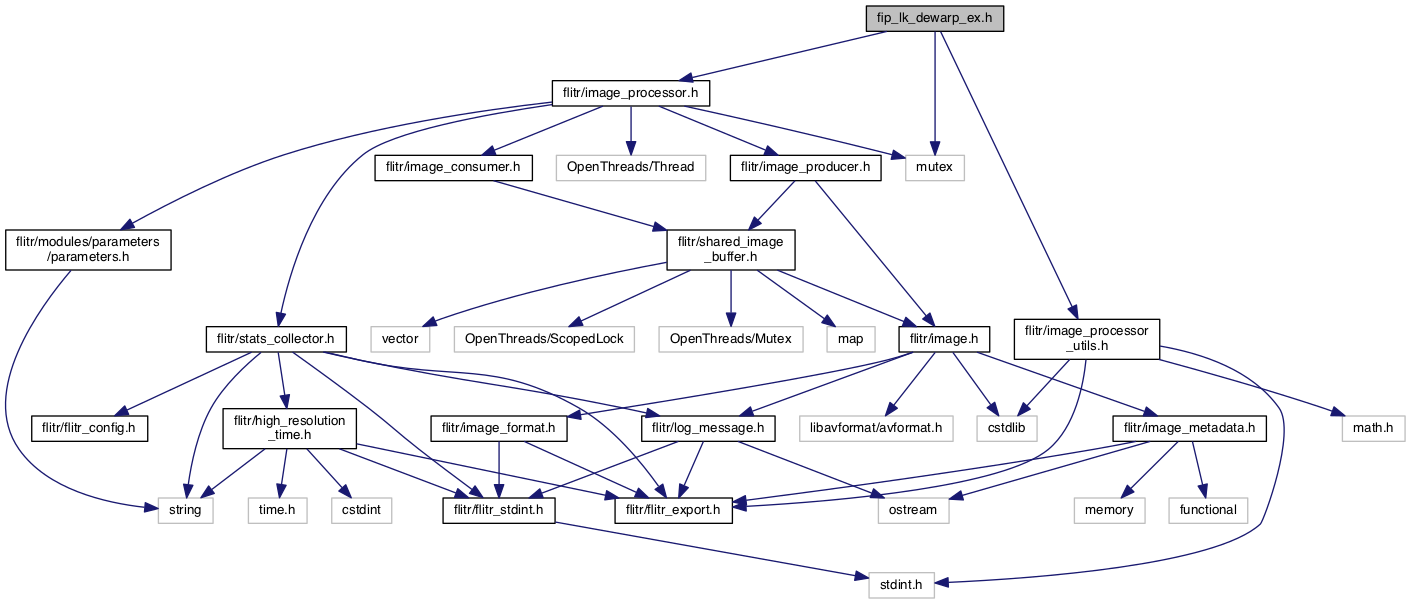 fip_lk_dewarp_ex.h
flitr/image_processor.h
flitr/image_consumer.h
OpenThreads/Thread
flitr/image_producer.h
mutex
flitr/modules/parameters
/parameters.h
flitr/shared_image
_buffer.h
flitr/stats_collector.h
vector
OpenThreads/ScopedLock
OpenThreads/Mutex
map
flitr/image.h
flitr/image_processor
_utils.h
flitr/flitr_config.h
flitr/high_resolution
_time.h
flitr/image_format.h
flitr/log_message.h
libavformat/avformat.h
cstdlib
flitr/image_metadata.h
math.h
string
time.h
cstdint
flitr/flitr_stdint.h
flitr/flitr_export.h
ostream
memory
functional
stdint.h